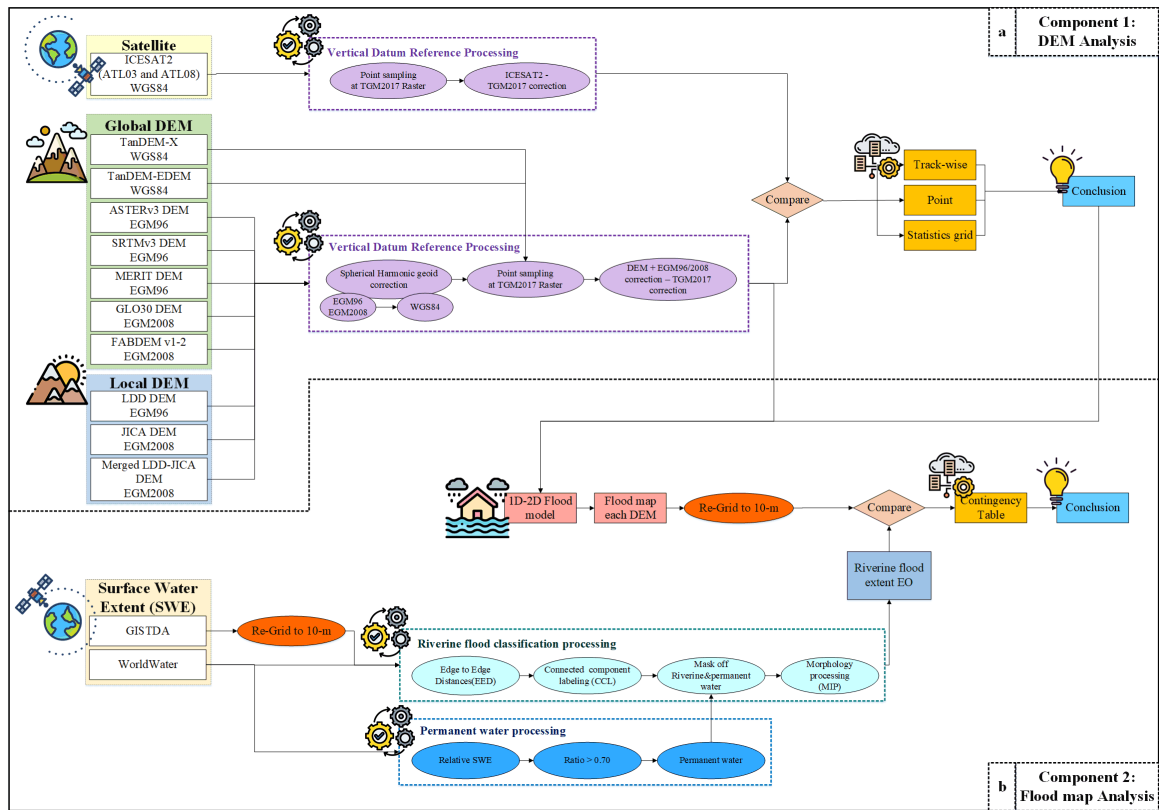 a
Component 1:
DEM Analysis
Satellite
ICESAT2
(ATL03 and ATL08)
WGS84
Vertical Datum Reference Processing
Point sampling
at TGM2017 Raster
ICESAT2 -
TGM2017 correction
Global DEM
TanDEM-X
WGS84
TanDEM-EDEM
WGS84
ASTERv3 DEM
EGM96
SRTMv3 DEM
EGM96
MERIT DEM
EGM96
GLO30 DEM
EGM2008
FABDEM v1-2
EGM2008
Vertical Datum Reference Processing
Spherical Harmonic geoid
correction
EGM96
EGM2008
WGS84
Point sampling
at TGM2017 Raster
DEM + EGM96/2008
correction – TGM2017
correction
Compare
Track-wise
Point
Statistics grid
Conclusion
Local DEM
LDD DEM
EGM96
JICA DEM
EGM2008
Merged LDD-JICA
DEM
EGM2008
1D-2D Flood
model
Flood map
each DEM
Re-Grid to 10-m
Compare
Contingency
Table
Conclusion
Riverine flood
extent EO
Surface Water
Extent (SWE)
GISTDA
WorldWater
Re-Grid to 10-m
Riverine flood classification processing
Edge to Edge
Distances(EED)
Connected component
labeling (CCL)
Mask off
Riverine&permanent
water
Morphology
processing
(MIP)
Permanent water processing
Relative SWE
Ratio > 0.70
Permanent water
b
Component 2:
Flood map Analysis